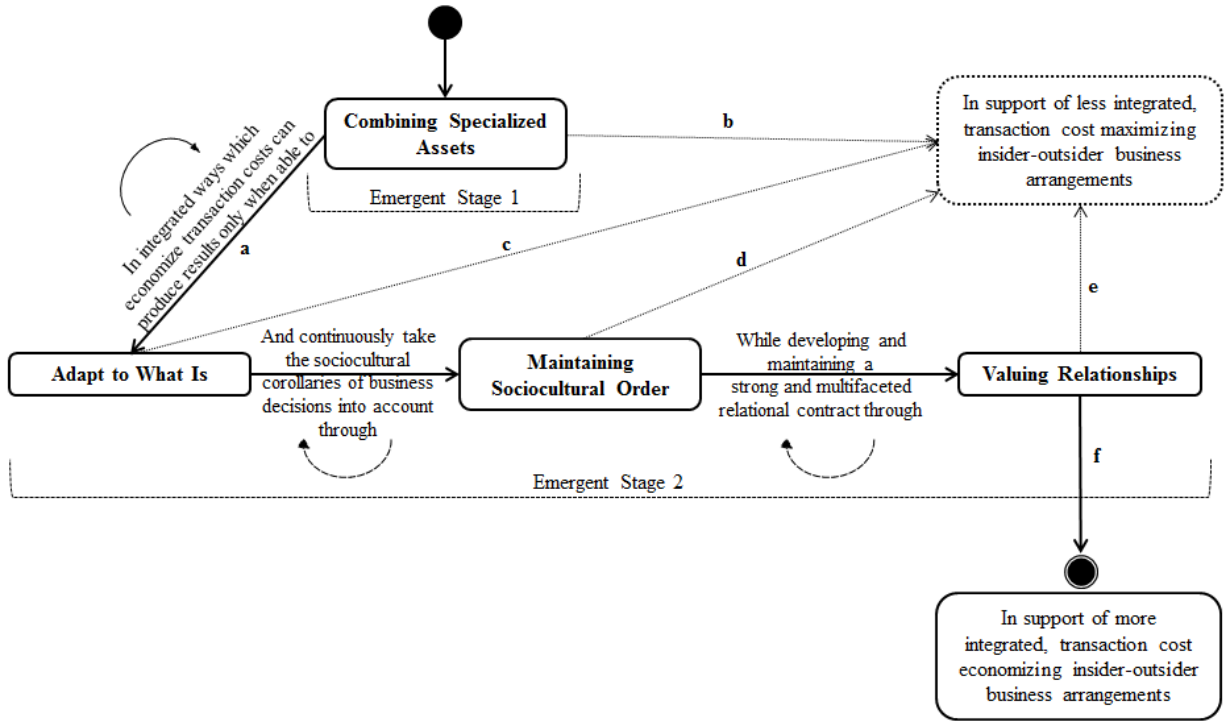 Combining Specialized
Assets
Emergent Stage 1
b
In support of less integrated,
transaction cost maximizing
insider-outsider business
arrangements
In integrated ways which
economize transaction costs can
produce results only when able to
a
c
d
e
Adapt to What Is
And continuously take
the sociocultural
corollaries of business
decisions into account
through
Maintaining
Sociocultural Order
While developing and
maintaining a
strong and multifaceted
relational contract through
Valuing Relationships
f
Emergent Stage 2
In support of more
integrated, transaction cost
economizing insider-outsider
business arrangements